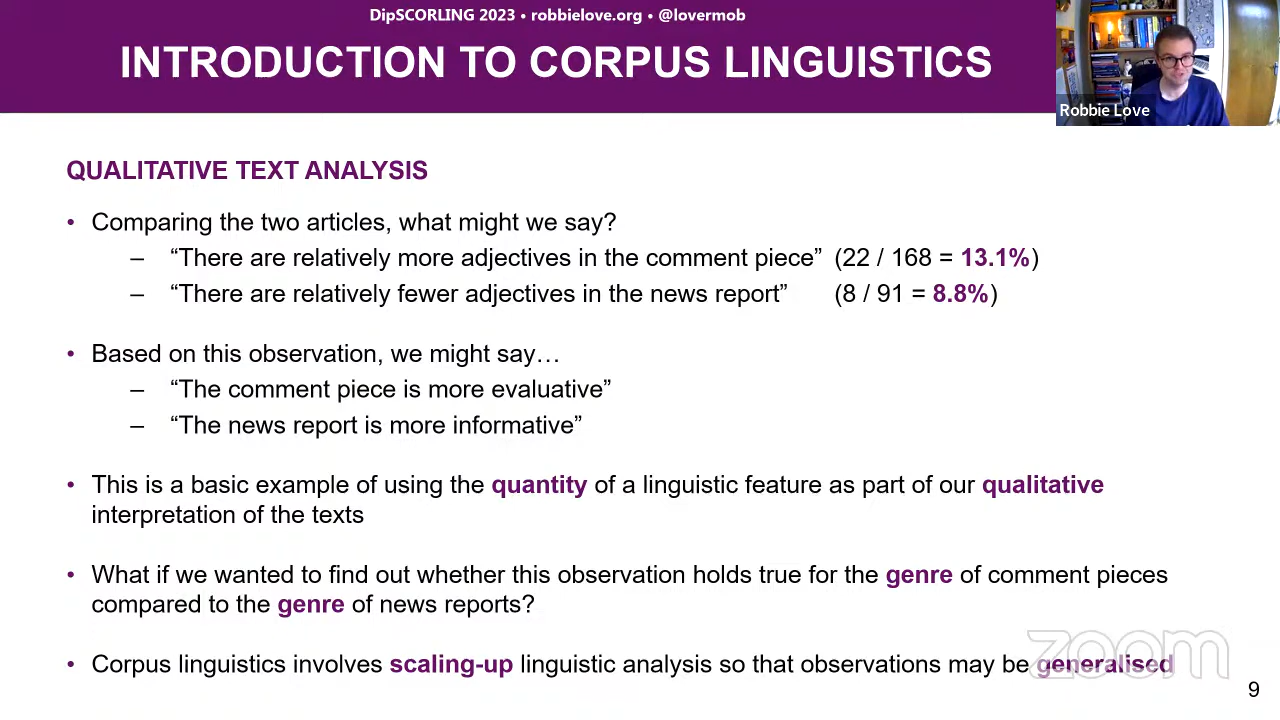 DipSCORLING 2023 • robbielove.org • @lovermob
INTRODUCTION TO CORPUS LINGUISTICS
Robbie Love
QUALITATIVE TEXT ANALYSIS
• Comparing the two articles, what might we say?
– “There are relatively more adjectives in the comment piece” (22 / 168 = 13.1%)
– “There are relatively fewer adjectives in the news report” (8 / 91 = 8.8%)
• Based on this observation, we might say…
– “The comment piece is more evaluative”
– “The news report is more informative”
• This is a basic example of using the quantity of a linguistic feature as part of our qualitative
interpretation of the texts
• What if we wanted to find out whether this observation holds true for the genre of comment pieces
compared to the genre of news reports?
• Corpus linguistics involves scaling-up linguistic analysis so that observations may be generalised
zoom
9